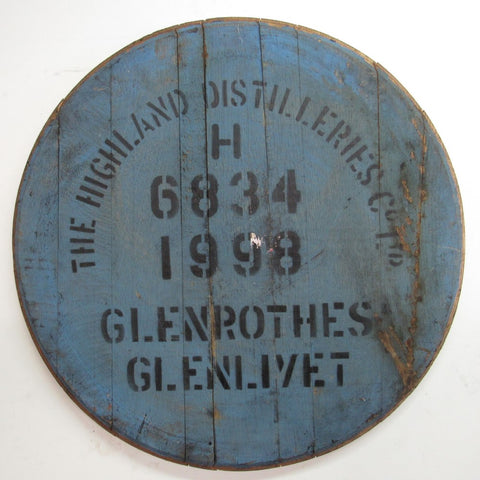 THE HIGHLAND DISTILLERIES Co LTD
H
6834
1998
GLENROTHES
GLENLIVET